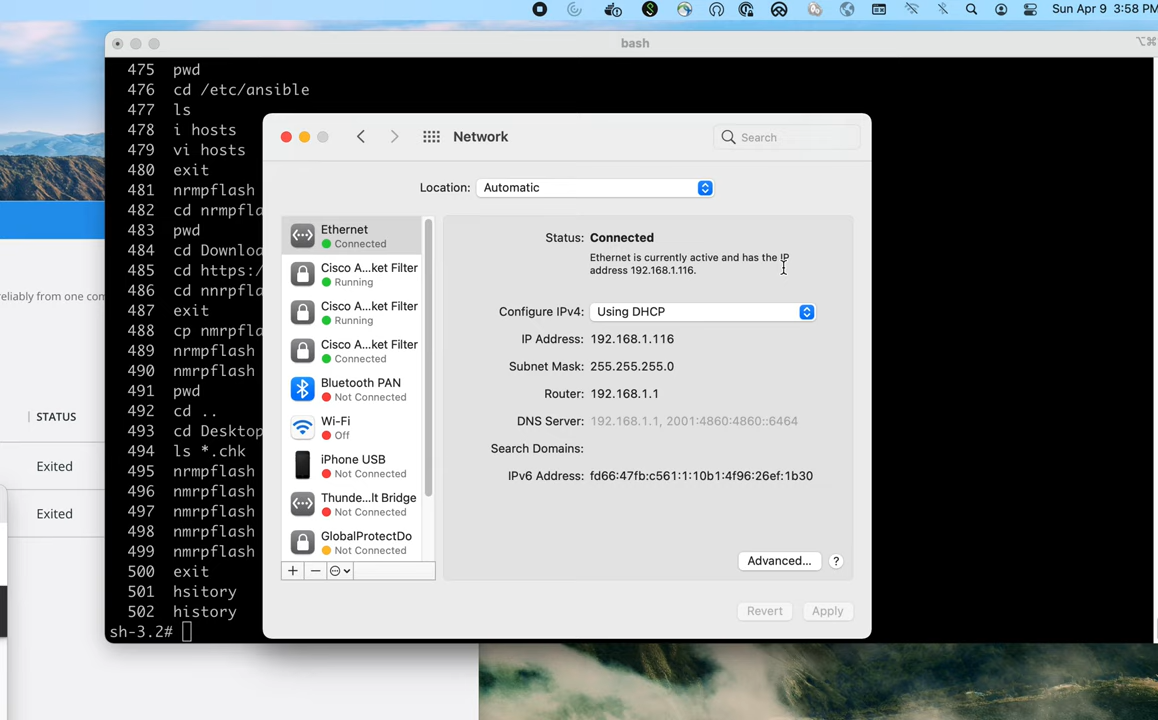 Sun Apr 9 3:58 PM
bash
⌥⌘
475 pwd
476 cd /etc/ansible
477 ls
478 i hosts
479 vi hosts
480 exit
481 nrmpflash
482 cd nrmpfla
483 pwd
484 cd Downloa
485 cd https:/
486 cd nnrpfla
487 exit
488 cp nmrpfla
489 nrmpflash
490 nmrpflash
491 pwd
492 cd ..
493 cd Desktop
494 ls *.chk
495 nrmpflash
496 nmrpflash
497 nmrpflash
498 nmrpflash
499 nmrpflash
500 exit
501 hsitory
502 history
sh-3.2#
eliably from one con
STATUS
Exited
Exited
Network
Search
Location: Automatic
Ethernet
Connected
Cisco A...ket Filter
Running
Cisco A...ket Filter
Running
Cisco A...ket Filter
Connected
Bluetooth PAN
Not Connected
Wi-Fi
Off
iPhone USB
Not Connected
Thunde...lt Bridge
Not Connected
GlobalProtectDo
Not Connected
Status: Connected
Ethernet is currently active and has the IP
address 192.168.1.116.
Configure IPv4: Using DHCP
IP Address: 192.168.1.116
Subnet Mask: 255.255.255.0
Router: 192.168.1.1
DNS Server: 192.168.1.1, 2001:4860:4860::6464
Search Domains:
IPv6 Address: fd66:47fb:c561:1:10b1:4f96:26ef:1b30
Advanced... ?
Revert Apply